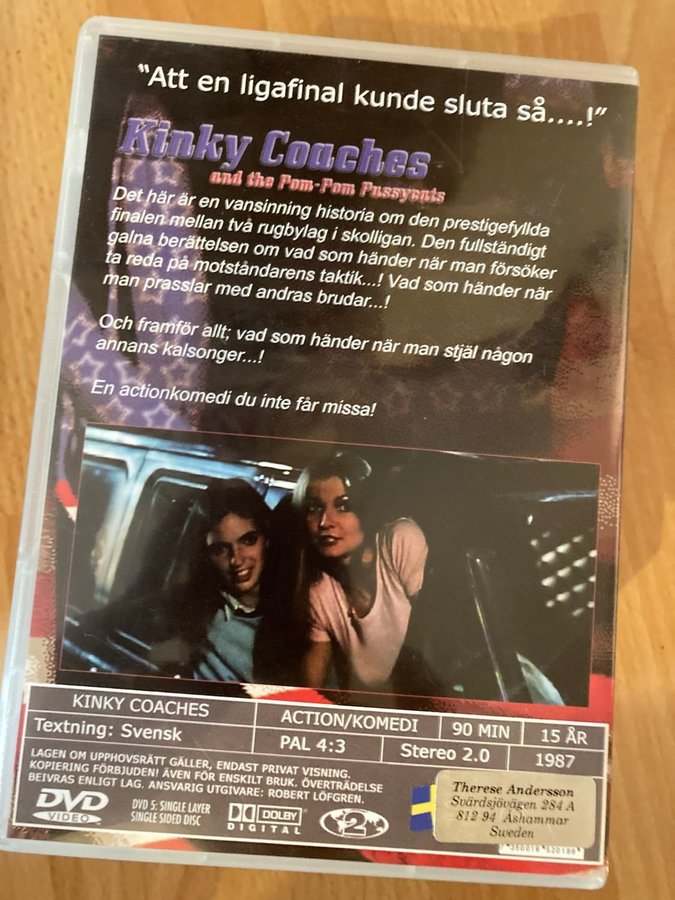 "Att en ligafinal kunde sluta så....!"
Kinky Coaches
and the Pom-Pom Pussycats
Det här är en vansinning historia om den prestigefyllda
finalen mellan två rugbylag i skolligan. Den fullständigt
galna berättelsen om vad som händer när man försöker
ta reda på motståndarens taktik...! Vad som händer när
man prasslar med andras brudar...!
Och framför allt; vad som händer när man stjäl någon
annans kalsonger...!
En actionkomedi du inte får missa!
KINKY COACHES
ACTION/KOMEDI
90 MIN
15 ÅR
Textning: Svensk
PAL 4:3
Stereo 2.0
1987
LAGEN OM UPPHOVSRÄTT GÄLLER, ENDAST PRIVAT VISNING.
KOPIERING FÖRBJUDEN! ÄVEN FÖR ENSKILT BRUK. ÖVERTRÄDELSE
BEIVRAS ENLIGT LAG. ANSVARIG UTGIVARE: ROBERT LÖFGREN.
DVD
VIDEO
DVD 5: SINGLE LAYER
SINGLE SIDED DISC
DOLBY
DIGITAL
2
Therese Andersson
Svärdsjövägen 284 A
812 94 Åshammar
Sweden